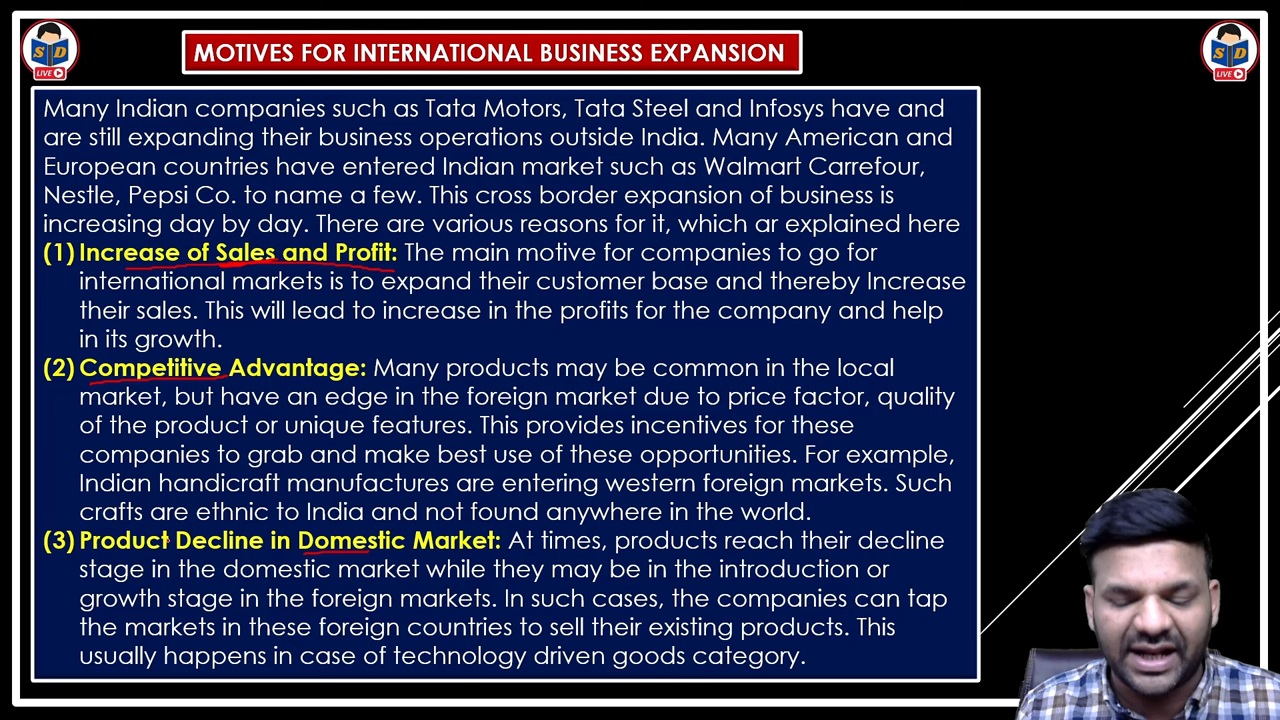 S D
LIVE
MOTIVES FOR INTERNATIONAL BUSINESS EXPANSION
S D
LIVE
Many Indian companies such as Tata Motors, Tata Steel and Infosys have and
are still expanding their business operations outside India. Many American and
European countries have entered Indian market such as Walmart Carrefour,
Nestle, Pepsi Co. to name a few. This cross border expansion of business is
increasing day by day. There are various reasons for it, which ar explained here
(1) Increase of Sales and Profit: The main motive for companies to go for
international markets is to expand their customer base and thereby Increase
their sales. This will lead to increase in the profits for the company and help
in its growth.
(2) Competitive Advantage: Many products may be common in the local
market, but have an edge in the foreign market due to price factor, quality
of the product or unique features. This provides incentives for these
companies to grab and make best use of these opportunities. For example,
Indian handicraft manufactures are entering western foreign markets. Such
crafts are ethnic to India and not found anywhere in the world.
(3) Product Decline in Domestic Market: At times, products reach their decline
stage in the domestic market while they may be in the introduction or
growth stage in the foreign markets. In such cases, the companies can tap
the markets in these foreign countries to sell their existing products. This
usually happens in case of technology driven goods category.